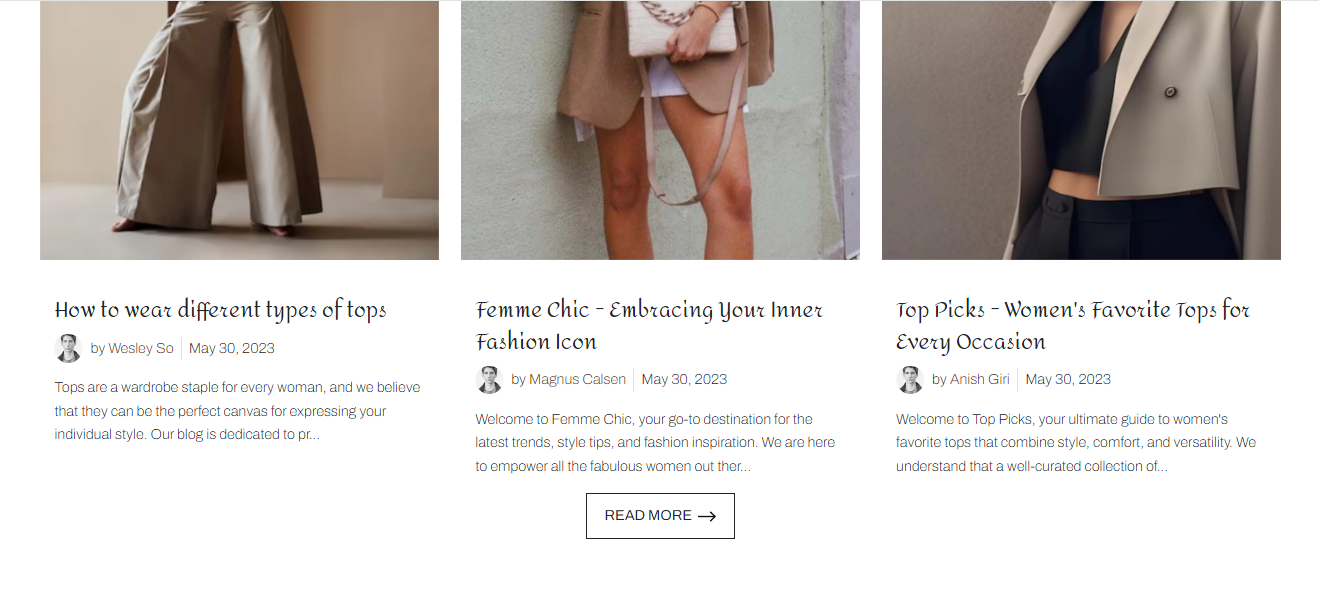 How to wear different types of tops
by Wesley So
May 30, 2023
Tops are a wardrobe staple for every woman, and we believe
that they can be the perfect canvas for expressing your
individual style. Our blog is dedicated to pr...
Femme Chic - Embracing Your Inner
Fashion Icon
by Magnus Calsen
May 30, 2023
Welcome to Femme Chic, your go-to destination for the
latest trends, style tips, and fashion inspiration. We are here
to empower all the fabulous women out ther...
Top Picks - Women's Favorite Tops for
Every Occasion
by Anish Giri
May 30, 2023
Welcome to Top Picks, your ultimate guide to women's
favorite tops that combine style, comfort, and versatility. We
understand that a well-curated collection of...
READ MORE →